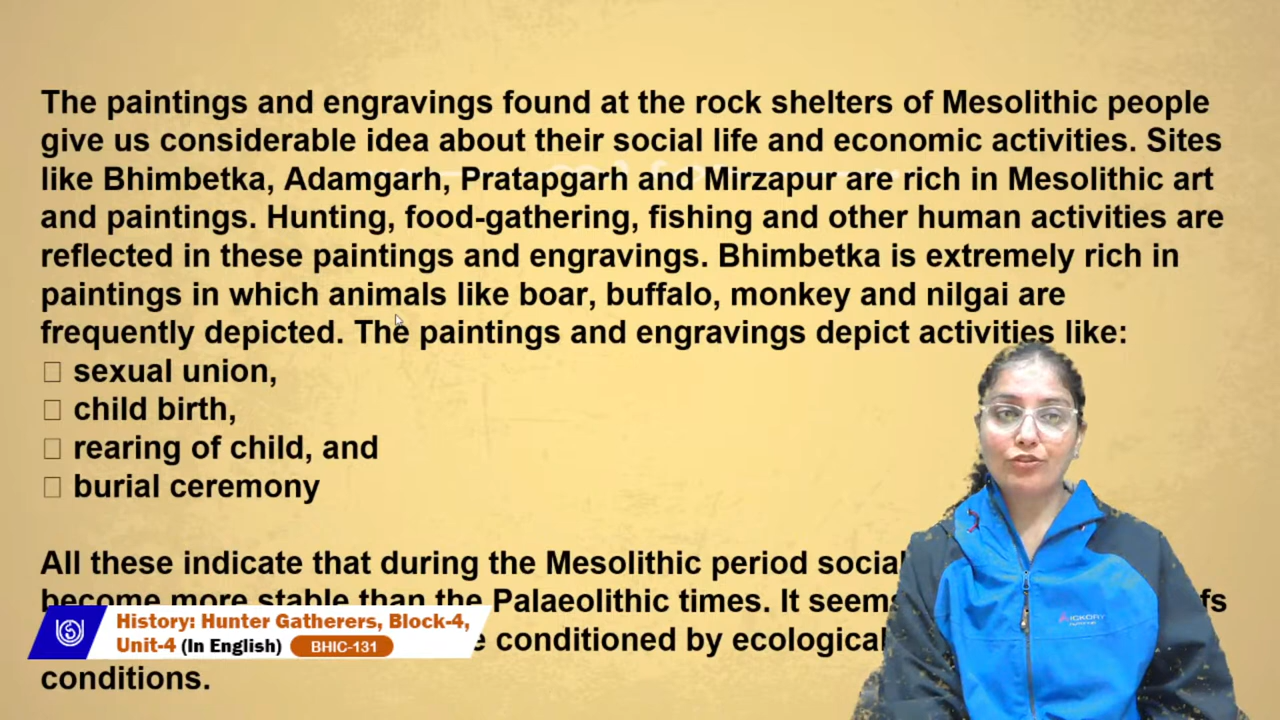 The paintings and engravings found at the rock shelters of Mesolithic people
give us considerable idea about their social life and economic activities. Sites
like Bhimbetka, Adamgarh, Pratapgarh and Mirzapur are rich in Mesolithic art
and paintings. Hunting, food-gathering, fishing and other human activities are
reflected in these paintings and engravings. Bhimbetka is extremely rich in
paintings in which animals like boar, buffalo, monkey and nilgai are
frequently depicted. The paintings and engravings depict activities like:
sexual union,
child birth,
rearing of child, and
burial ceremony
All these indicate that during the Mesolithic period social
become more stable than the Palaeolithic times. It seems
conditioned by ecological
conditions.
History: Hunter Gatherers, Block-4,
Unit-4 (In English) BHIC-131